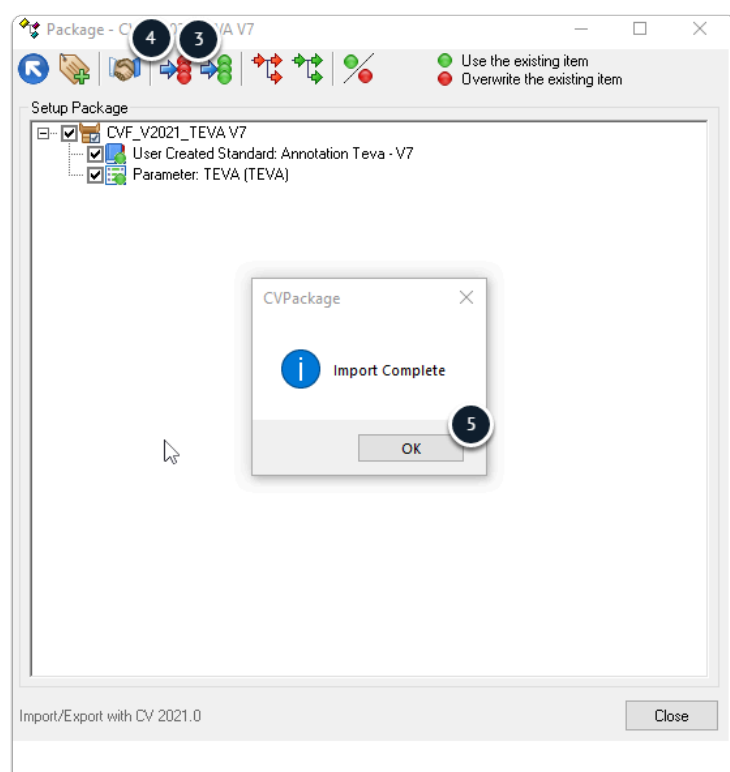 Package - C VA V7
4
3
Use the existing item
Overwrite the existing item
Setup Package
CVF_V2021_TEVA V7
User Created Standard: Annotation Teva - V7
Parameter: TEVA (TEVA)
CVPackage
Import Complete
5
OK
Import/Export with CV 2021.0
Close